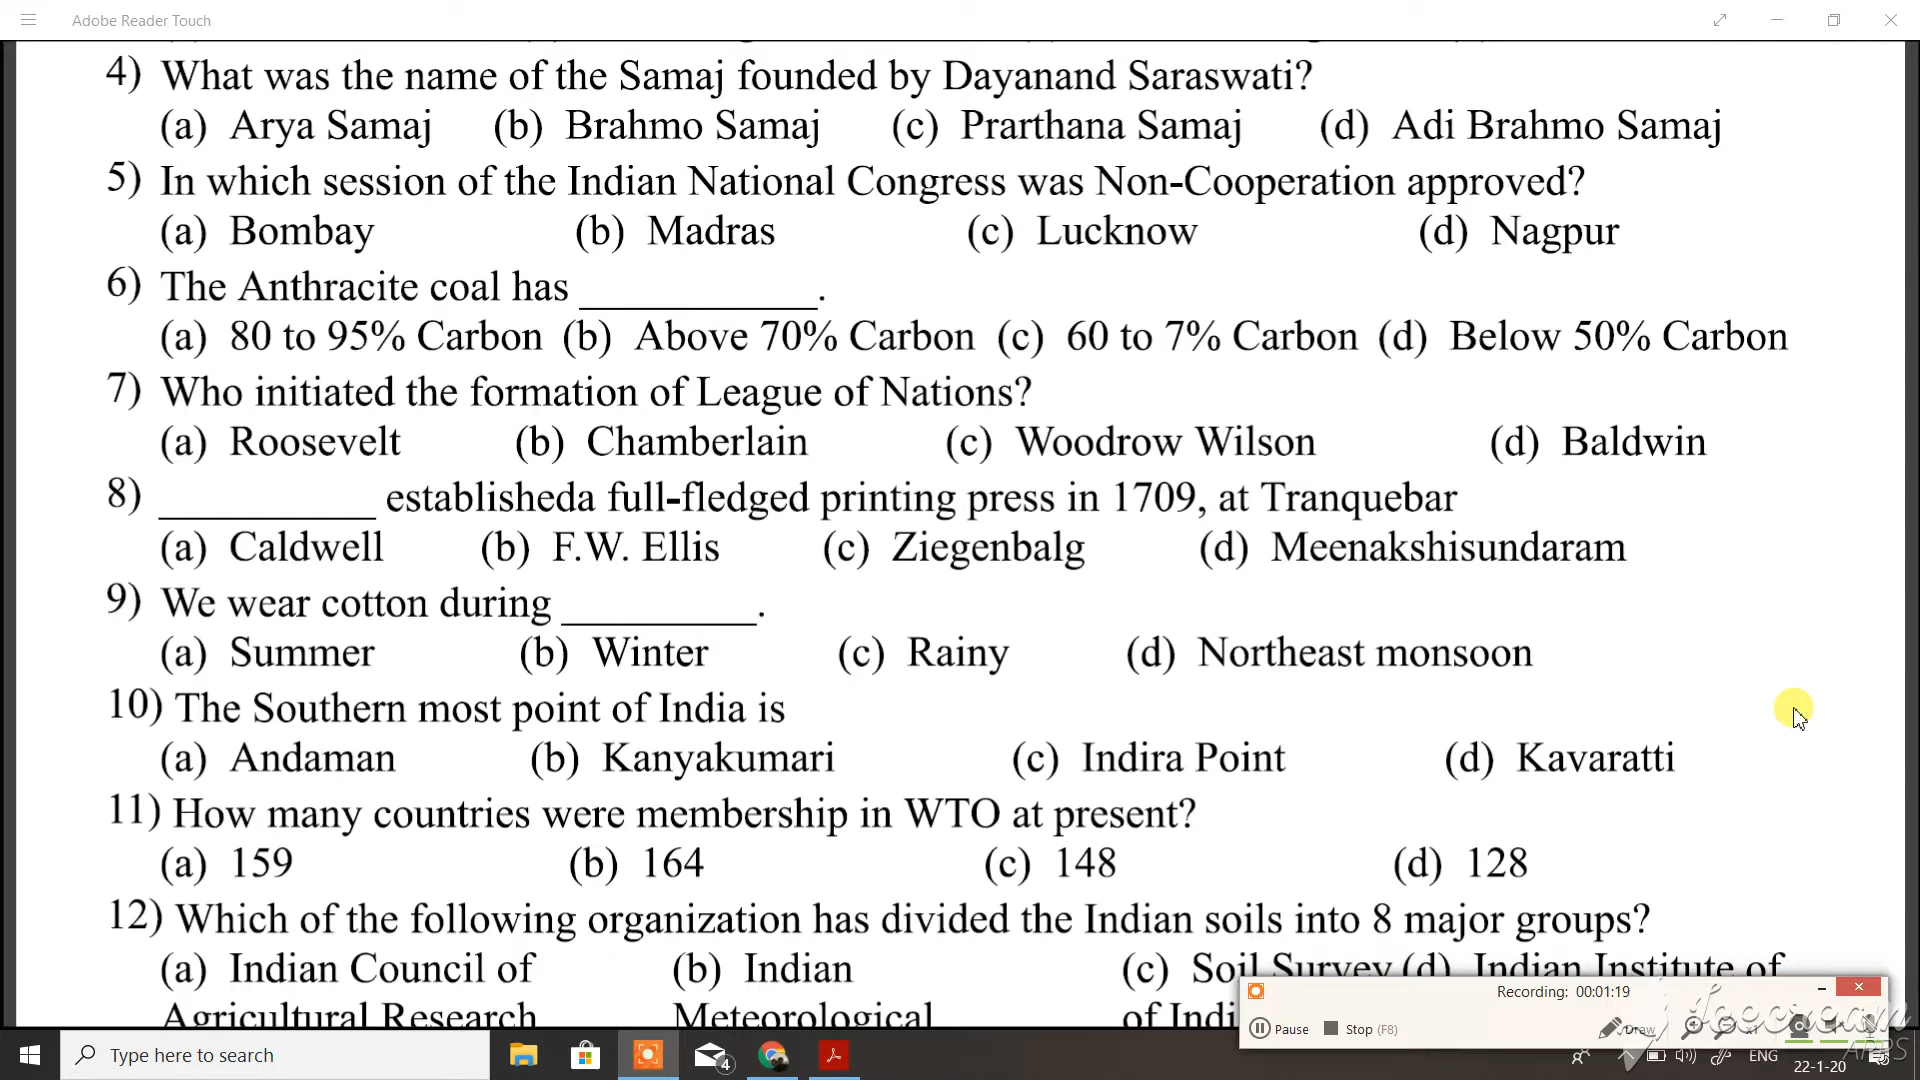 Adobe Reader Touch
4) What was the name of the Samaj founded by Dayanand Saraswati?
(a) Arya Samaj (b) Brahmo Samaj (c) Prarthana Samaj (d) Adi Brahmo Samaj
5) In which session of the Indian National Congress was Non-Cooperation approved?
(a) Bombay (b) Madras (c) Lucknow (d) Nagpur
6) The Anthracite coal has ____________.
(a) 80 to 95% Carbon (b) Above 70% Carbon (c) 60 to 7% Carbon (d) Below 50% Carbon
7) Who initiated the formation of League of Nations?
(a) Roosevelt (b) Chamberlain (c) Woodrow Wilson (d) Baldwin
8) ___________ establisheda full-fledged printing press in 1709, at Tranquebar
(a) Caldwell (b) F.W. Ellis (c) Ziegenbalg (d) Meenakshisundaram
9) We wear cotton during __________.
(a) Summer (b) Winter (c) Rainy (d) Northeast monsoon
10) The Southern most point of India is
(a) Andaman (b) Kanyakumari (c) Indira Point (d) Kavaratti
11) How many countries were membership in WTO at present?
(a) 159 (b) 164 (c) 148 (d) 128
12) Which of the following organization has divided the Indian soils into 8 major groups?
(a) Indian Council of (b) Indian (c) Soil Survey (d) Indian Institute of
Agricultural Research Meteorological of Indi
Recording: 00:01:19
Pause Stop (F8) Draw
Icecream
APPS
Type here to search
4
ENG
22-1-20